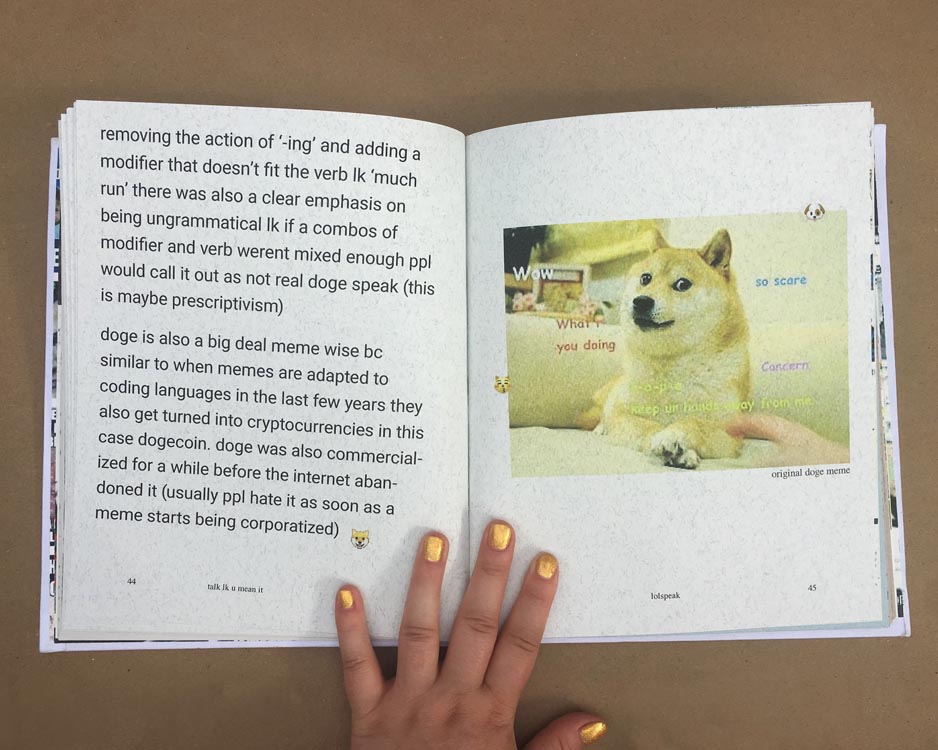 removing the action of ‘-ing’ and adding a
modifier that doesn’t fit the verb lk ‘much
run’ there was also a clear emphasis on
being ungrammatical lk if a combos of
modifier and verb werent mixed enough ppl
would call it out as not real doge speak (this
is maybe prescriptivism)
doge is also a big deal meme wise bc
similar to when memes are adapted to
coding languages in the last few years they
also get turned into cryptocurrencies in this
case dogecoin. doge was also commercial-
ized for a while before the internet aban-
doned it (usually ppl hate it as soon as a
meme starts being corporatized)
44
talk lk u mean it
Wow
so scare
What r
you doing
Concern
keep ur hands away from me
original doge meme
lolspeak
45